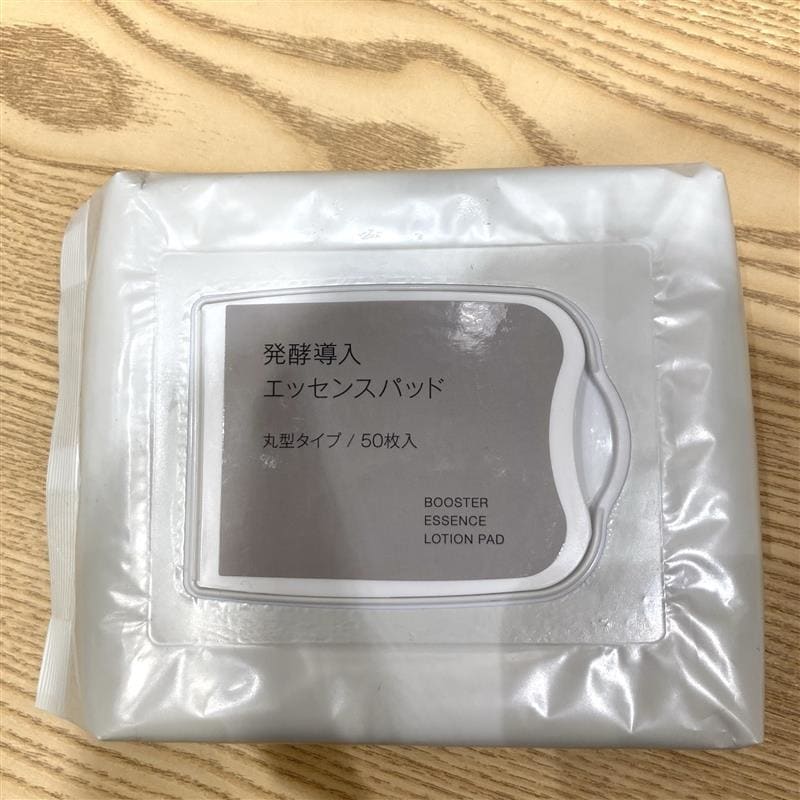 発酵導入
エッセンスパッド
丸型タイプ / 50枚入
BOOSTER
ESSENCE
LOTION PAD